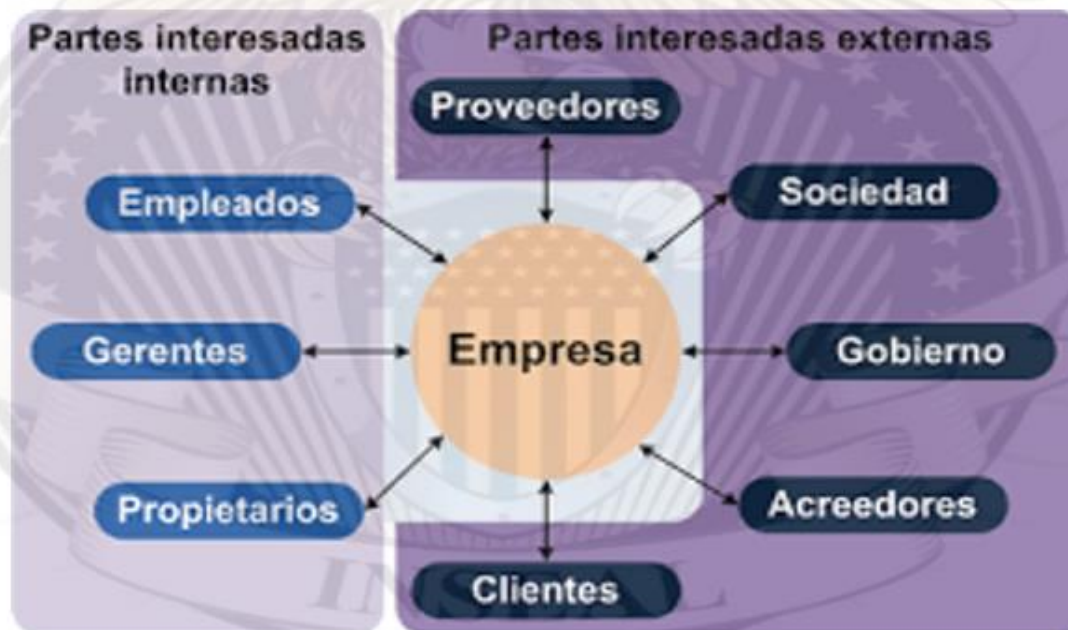 Partes interesadas
internas
Partes interesadas externas
Proveedores
Empleados
Sociedad
Gerentes
Empresa
Gobierno
Propietarios
Acreedores
Clientes